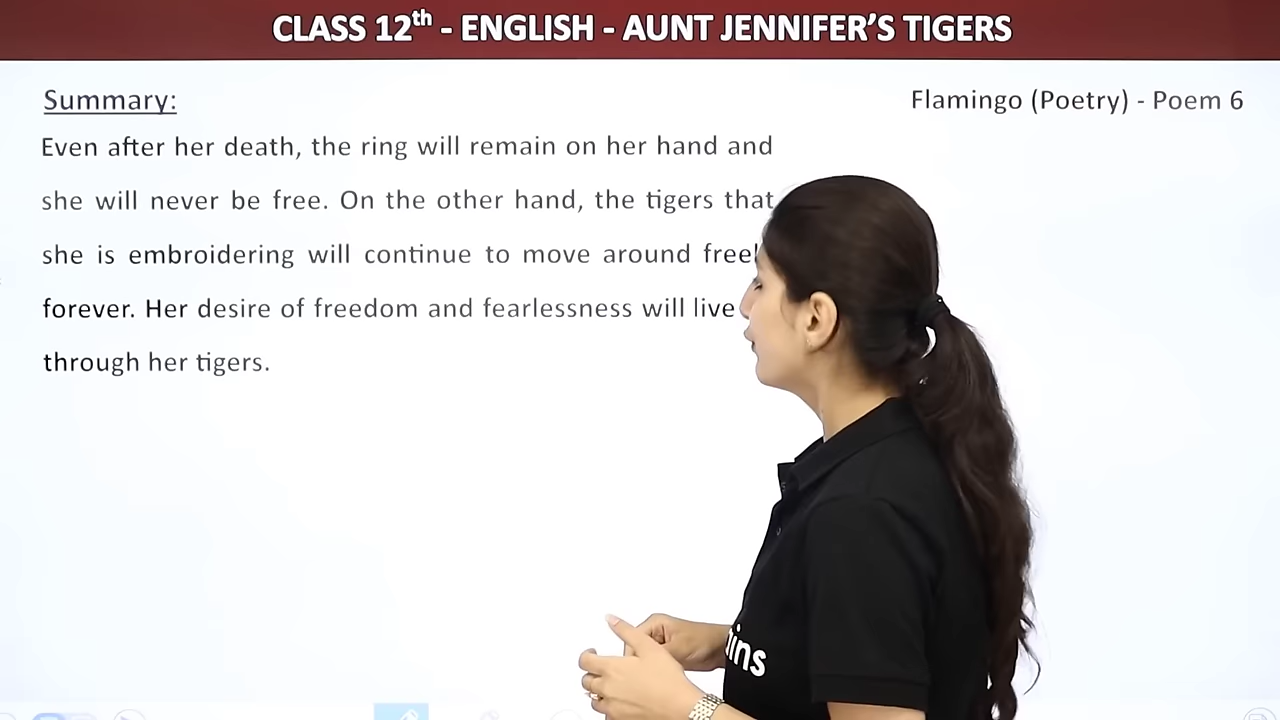 CLASS 12th - ENGLISH - AUNT JENNIFER'S TIGERS
Summary:
Flamingo (Poetry) - Poem 6
Even after her death, the ring will remain on her hand and
she will never be free. On the other hand, the tigers that
she is embroidering will continue to move around
forever. Her desire of freedom and fearlessness will live
through her tigers.